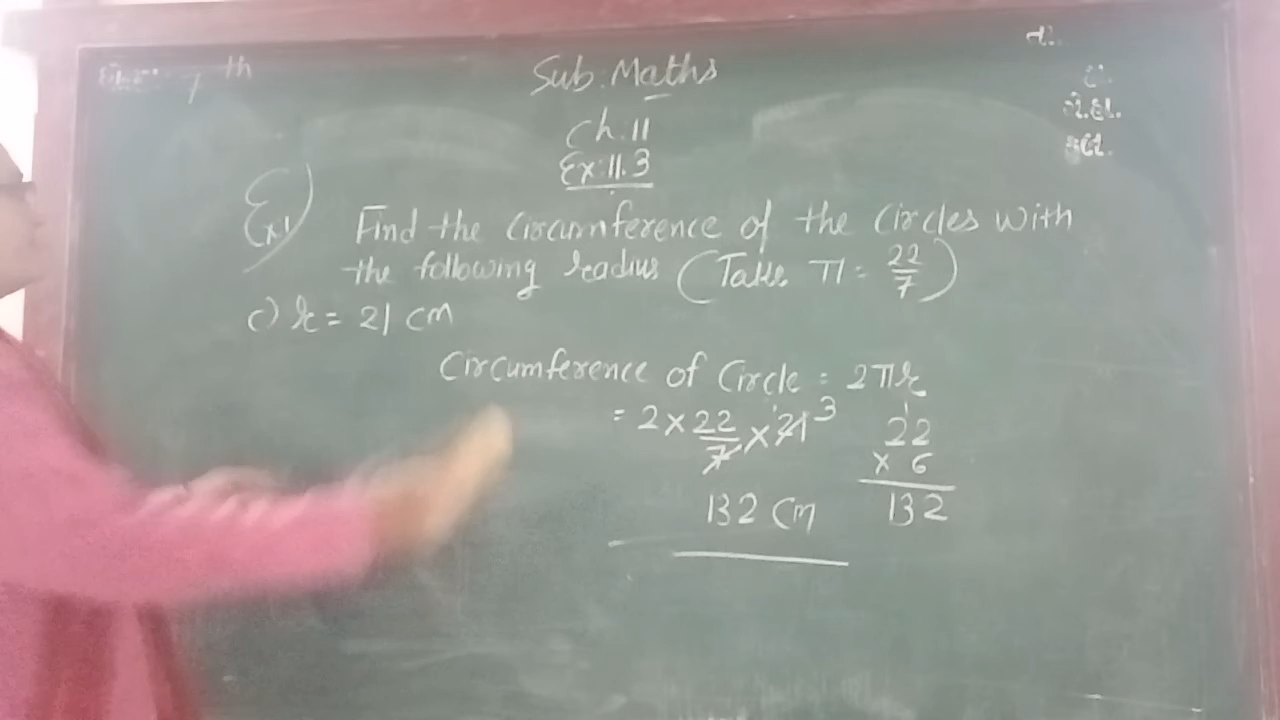 7th
Sub. Maths
Ch.11
Ex:11.3
Ex1) Find the Circumference of the Circles with
the following radius (Take π = 22/7)
c) r = 21 cm
Circumference of Circle = 2πr
= 2 × 22/7 × 21 3
132 cm
1
22
× 6
132